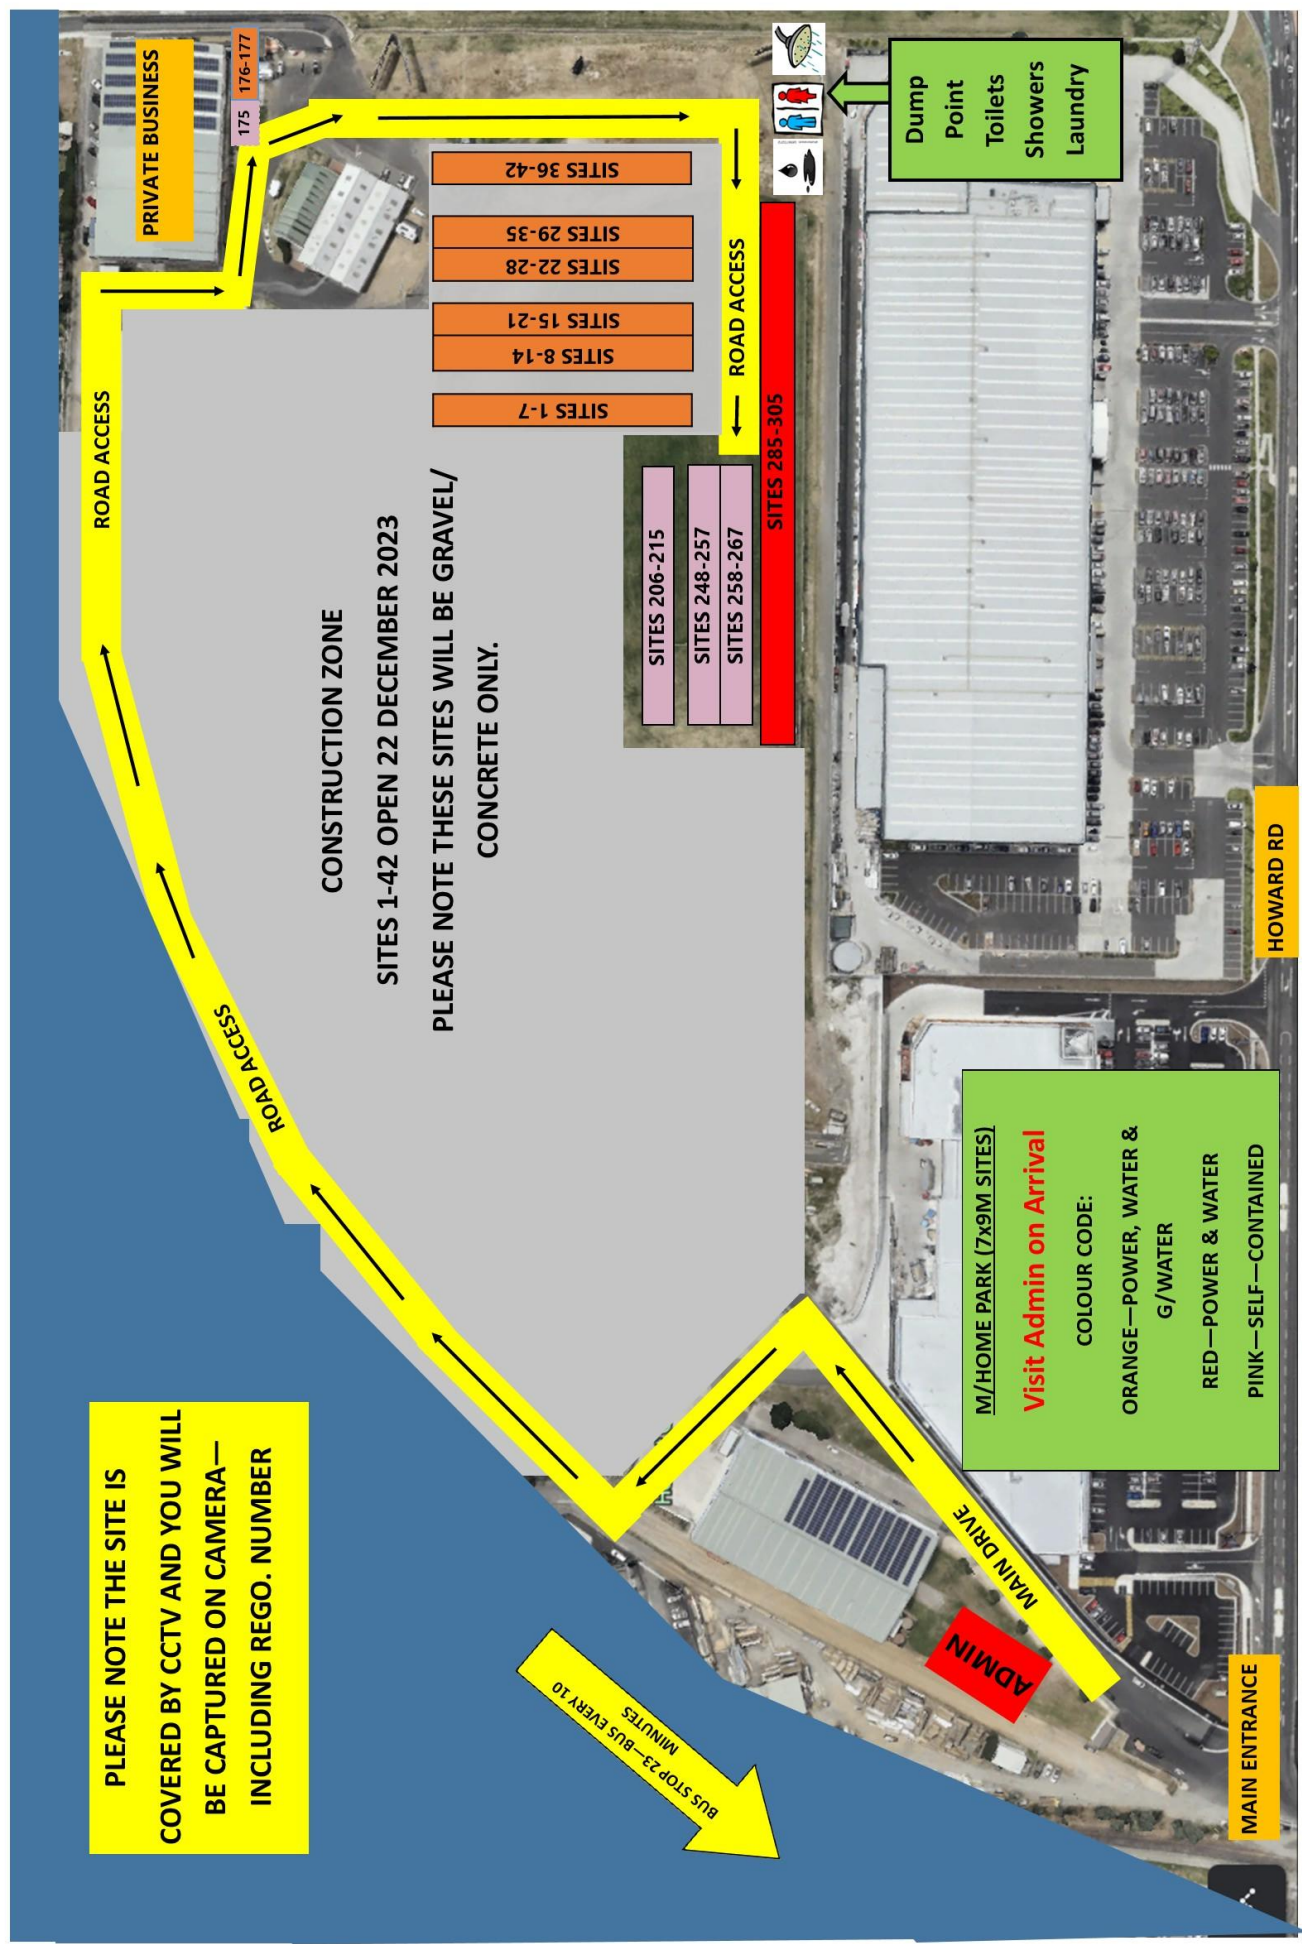 PLEASE NOTE THE SITE IS
COVERED BY CCTV AND YOU WILL
BE CAPTURED ON CAMERA—
INCLUDING REGO. NUMBER
ROAD ACCESS
ROAD ACCESS
PRIVATE BUSINESS
175
176-177
CONSTRUCTION ZONE
SITES 1-42 OPEN 22 DECEMBER 2023
PLEASE NOTE THESE SITES WILL BE GRAVEL/
CONCRETE ONLY.
SITES 1-7
SITES 8-14
SITES 15-21
SITES 22-28
SITES 29-35
SITES 36-42
ROAD ACCESS
SITES 206-215
SITES 248-257
SITES 258-267
SITES 285-305
Dump
Point
Toilets
Showers
Laundry
BUS STOP 23—BUS EVERY 10
MINUTES
ADMIN
MAIN DRIVE
M/HOME PARK (7x9M SITES)
Visit Admin on Arrival
COLOUR CODE:
ORANGE—POWER, WATER &
G/WATER
RED—POWER & WATER
PINK—SELF—CONTAINED
MAIN ENTRANCE
HOWARD RD